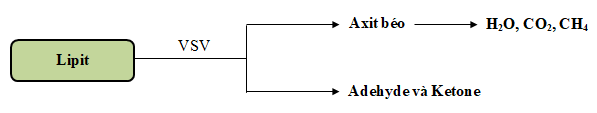 Axit béo
H₂O, CO₂, CH₄
VSV
Lipit
Adehyde và Ketone